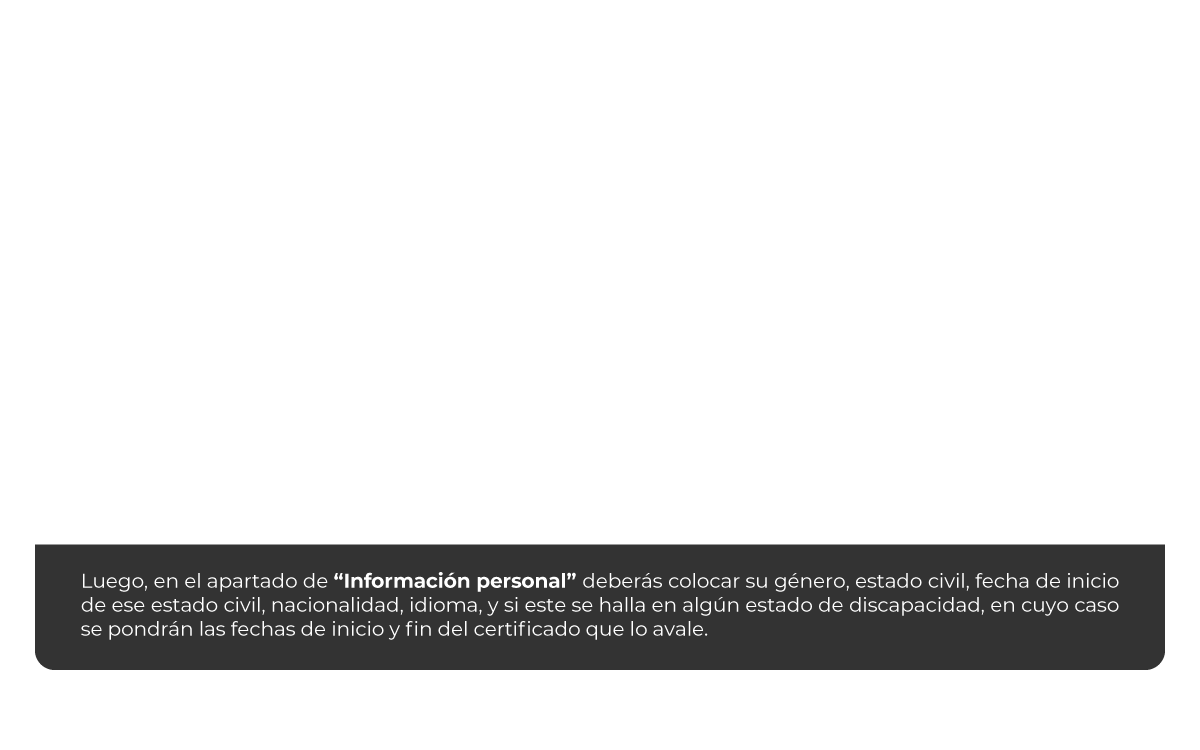 Luego, en el apartado de “Información personal” deberás colocar su género, estado civil, fecha de inicio
de ese estado civil, nacionalidad, idioma, y si este se halla en algún estado de discapacidad, en cuyo caso
se pondrán las fechas de inicio y fin del certificado que lo avale.